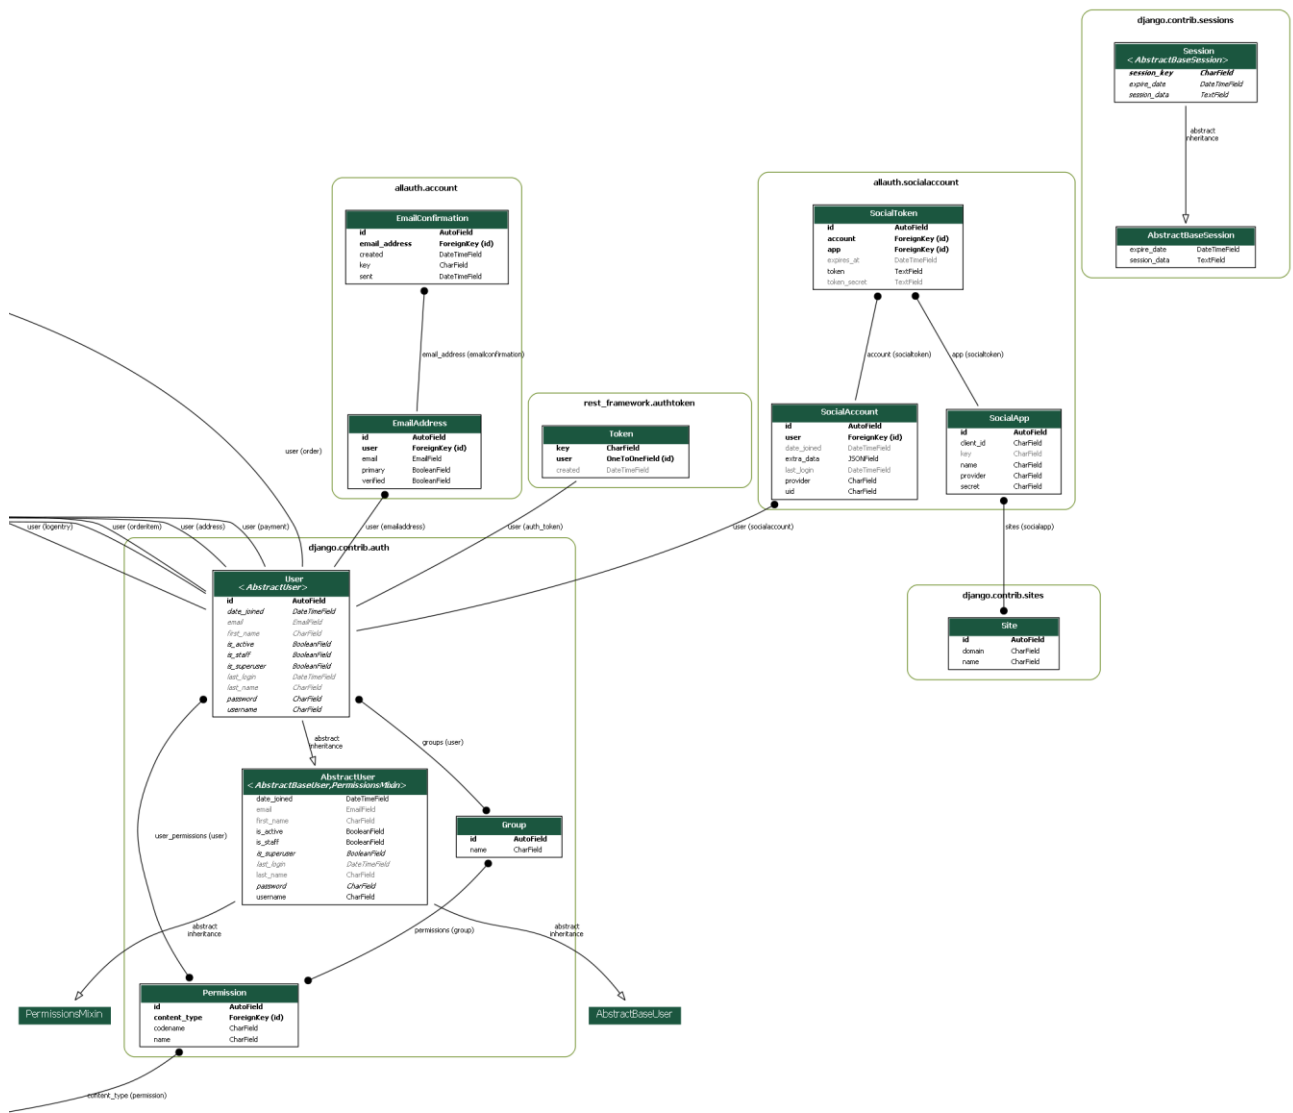 django.contrib.sessions
Session
<AbstractBaseSession>
session_key CharField
expire_date DateTimeField
session_data TextField
abstract
inheritance
AbstractBaseSession
expire_date DateTimeField
session_data TextField
allauth.account
EmailConfirmation
id AutoField
email_address ForeignKey (id)
created DateTimeField
key CharField
sent DateTimeField
email_address (emailconfirmation)
EmailAddress
id AutoField
user ForeignKey (id)
email EmailField
primary BooleanField
verified BooleanField
allauth.socialaccount
SocialToken
id AutoField
account ForeignKey (id)
app ForeignKey (id)
expires_at DateTimeField
token TextField
token_secret TextField
account (socialtoken)
app (socialtoken)
SocialAccount
id AutoField
user ForeignKey (id)
date_joined DateTimeField
extra_data JSONField
last_login DateTimeField
provider CharField
uid CharField
SocialApp
id AutoField
client_id CharField
key CharField
name CharField
provider CharField
secret CharField
rest_framework.authtoken
Token
key CharField
user OneToOneField (id)
created DateTimeField
user (order)
user (logentry)
user (orderitem)
user (address)
user (payment)
user (emailaddress)
user (auth_token)
user (socialaccount)
sites (socialapp)
django.contrib.sites
Site
id AutoField
domain CharField
name CharField
django.contrib.auth
User
<AbstractUser>
id AutoField
date_joined DateTimeField
email EmailField
first_name CharField
is_active BooleanField
is_staff BooleanField
is_superuser BooleanField
last_login DateTimeField
last_name CharField
password CharField
username CharField
abstract
inheritance
groups (user)
user_permissions (user)
AbstractUser
<AbstractBaseUser,PermissionsMixin>
date_joined DateTimeField
email EmailField
first_name CharField
is_active BooleanField
is_staff BooleanField
is_superuser BooleanField
last_login DateTimeField
last_name CharField
password CharField
username CharField
Group
id AutoField
name CharField
abstract
inheritance
permissions (group)
abstract
inheritance
PermissionsMixin
Permission
id AutoField
content_type ForeignKey (id)
codename CharField
name CharField
AbstractBaseUser
content_type (permission)